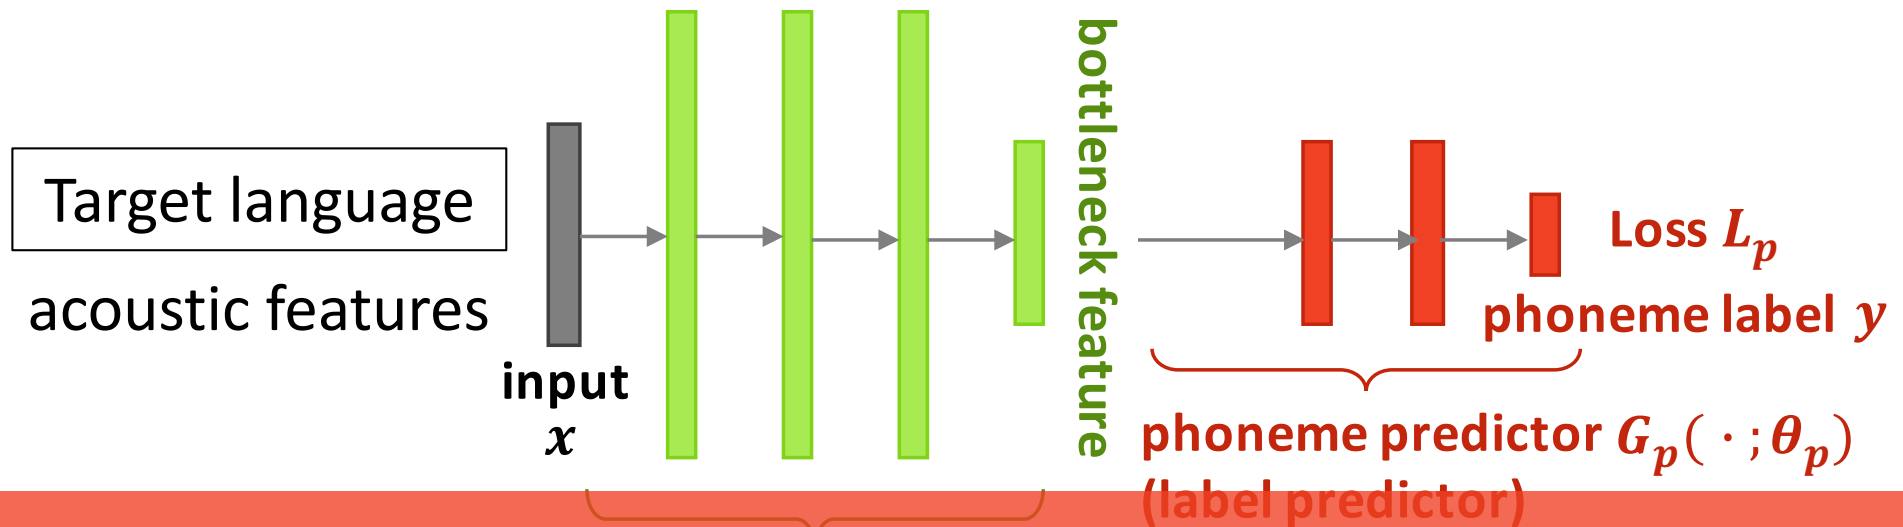 Target language
acoustic features
input
x
bottleneck feature
Loss L_p
phoneme label y
phoneme predictor G_p( · ; θ_p)
(label predictor)